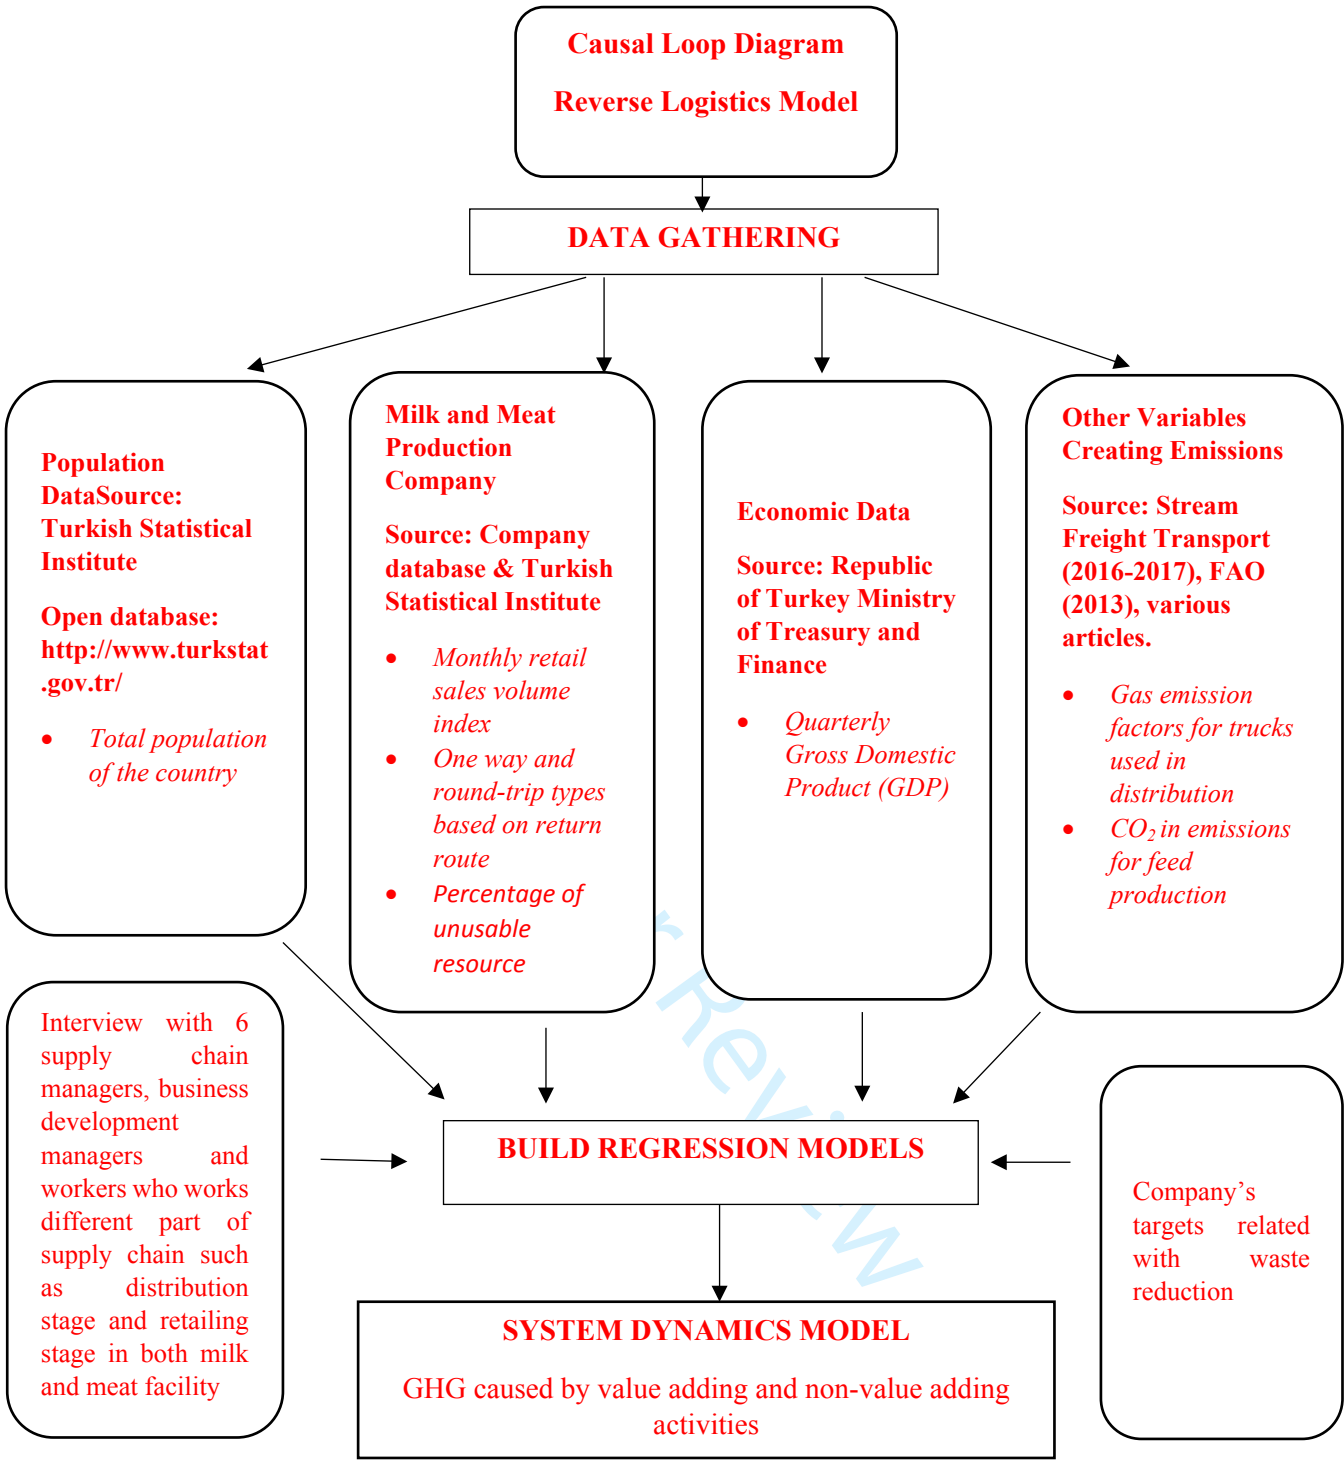 Causal Loop Diagram
Reverse Logistics Model
DATA GATHERING
Population
DataSource:
Turkish Statistical
Institute
Open database:
http://www.turkstat
.gov.tr/
• Total population
of the country
Milk and Meat
Production
Company
Source: Company
database & Turkish
Statistical Institute
• Monthly retail
sales volume
index
• One way and
round-trip types
based on return
route
• Percentage of
unusable
resource
Economic Data
Source: Republic
of Turkey Ministry
of Treasury and
Finance
• Quarterly
Gross Domestic
Product (GDP)
Other Variables
Creating Emissions
Source: Stream
Freight Transport
(2016-2017), FAO
(2013), various
articles.
• Gas emission
factors for trucks
used in
distribution
• CO₂ in emissions
for feed
production
Interview with 6
supply chain
managers, business
development
managers and
workers who works
different part of
supply chain such
as distribution
stage and retailing
stage in both milk
and meat facility
BUILD REGRESSION MODELS
Company’s
targets related
with waste
reduction
SYSTEM DYNAMICS MODEL
GHG caused by value adding and non-value adding
activities
r Review